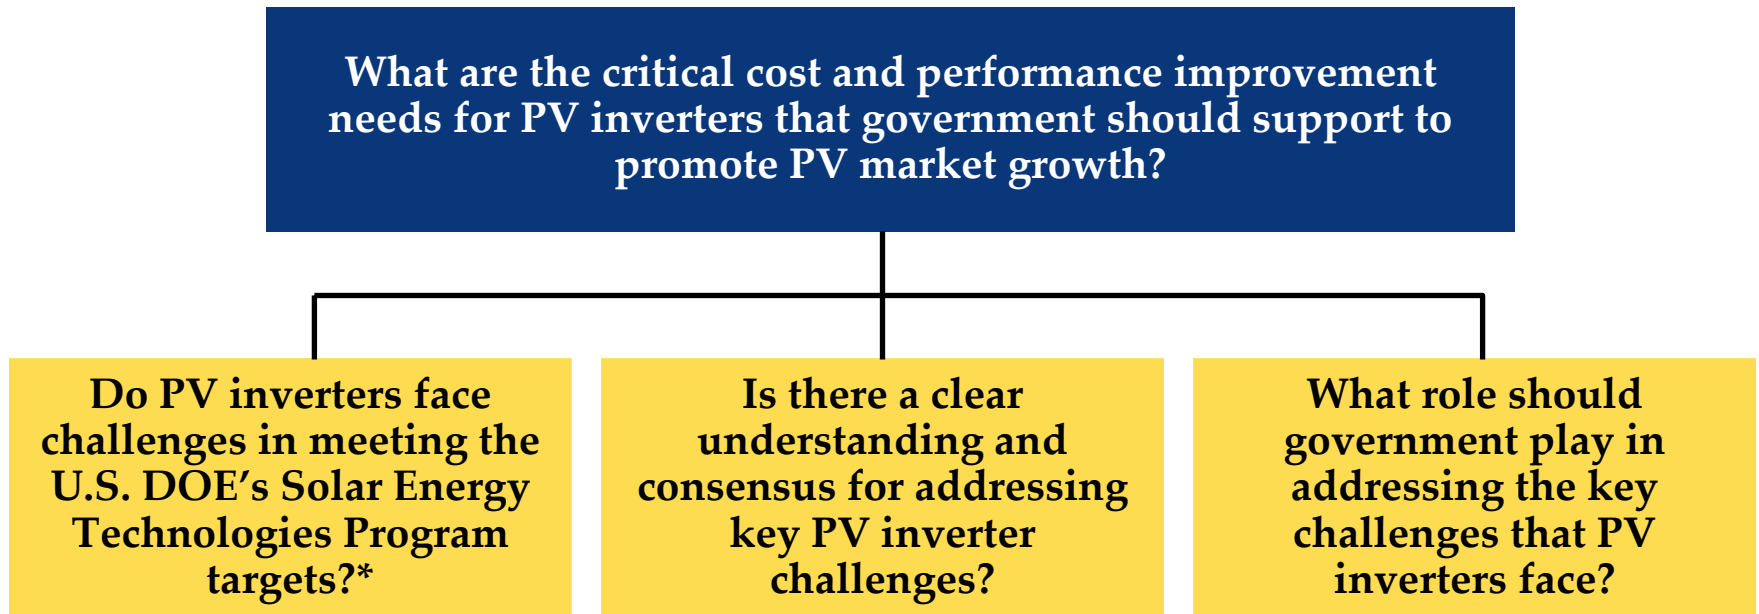 What are the critical cost and performance improvement
needs for PV inverters that government should support to
promote PV market growth?
Do PV inverters face
challenges in meeting the
U.S. DOE’s Solar Energy
Technologies Program
targets?*
Is there a clear
understanding and
consensus for addressing
key PV inverter
challenges?
What role should
government play in
addressing the key
challenges that PV
inverters face?